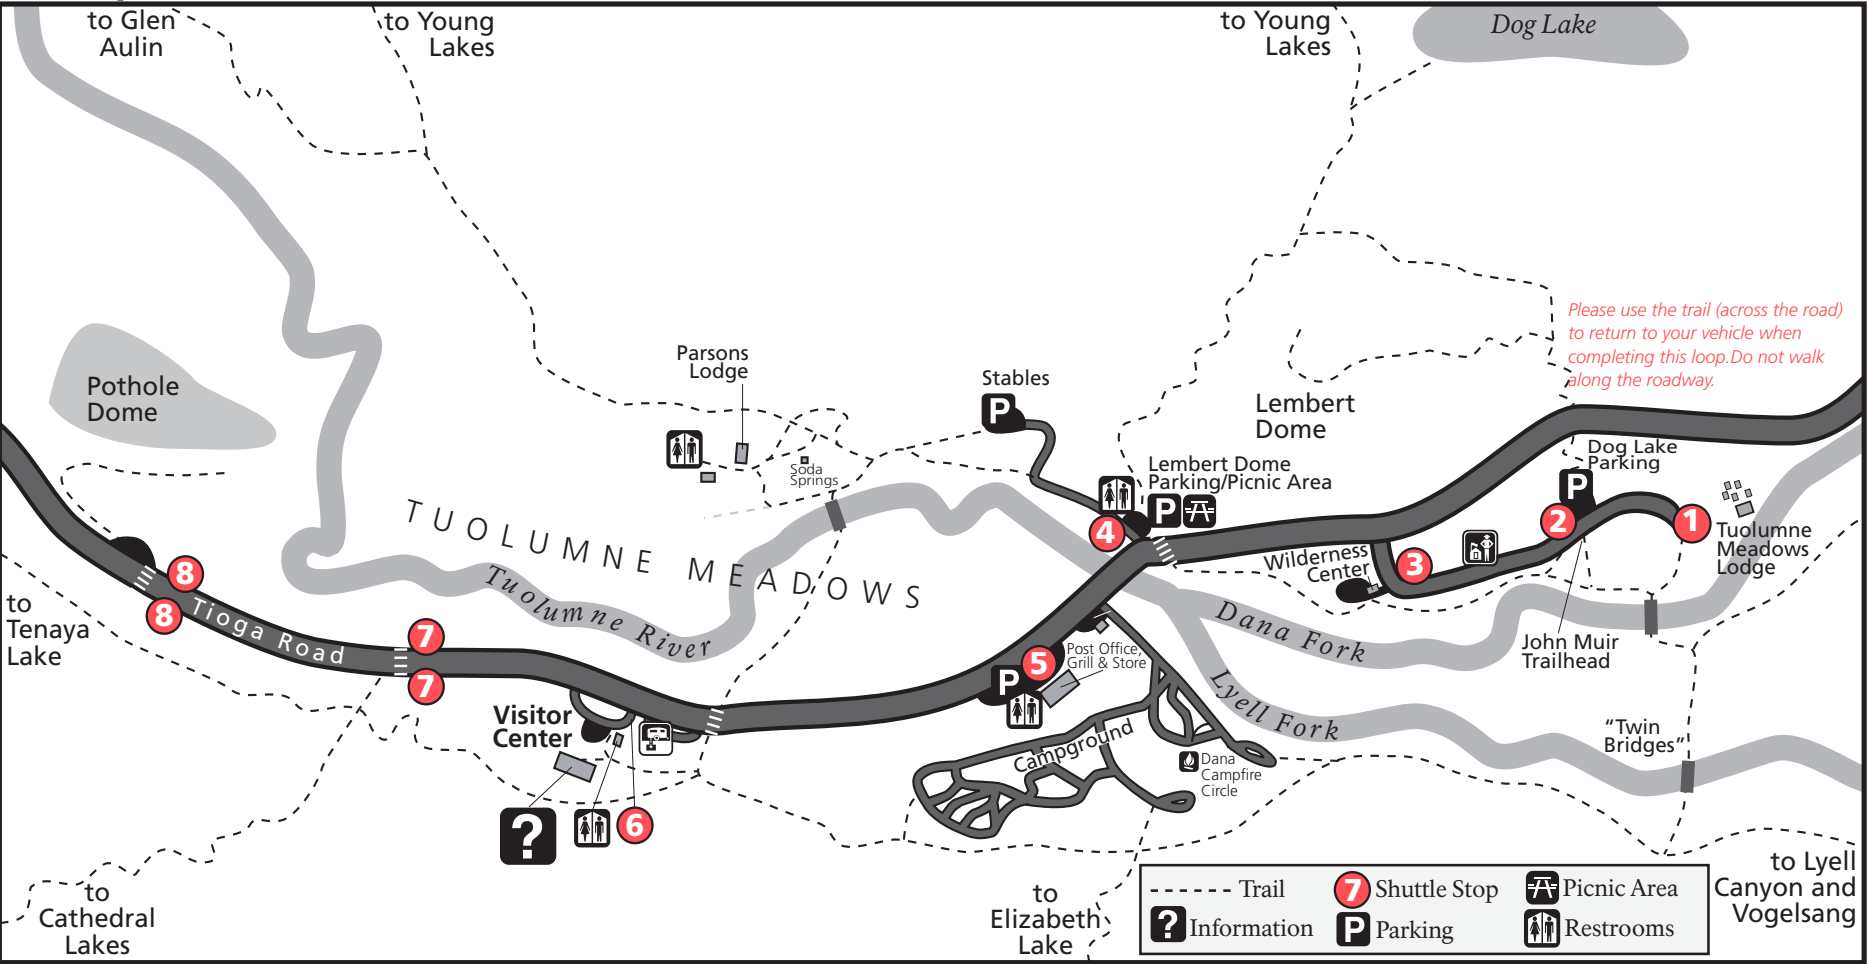 to Glen
Aulin
to Young
Lakes
to Young
Lakes
Dog Lake
Please use the trail (across the road)
to return to your vehicle when
completing this loop.Do not walk
along the roadway.
Pothole
Dome
Parsons
Lodge
Stables
P
Lembert
Dome
Soda
Springs
Lembert Dome
Parking/Picnic Area
P
4
Dog Lake
Parking
P
2
1
Tuolumne
Meadows
Lodge
TUOLUMNE MEADOWS
Tuolumne River
Wilderness
Center
3
8
8
Tioga Road
to
Tenaya
Lake
7
7
Dana Fork
John Muir
Trailhead
Post Office,
Grill & Store
5
P
Lyell Fork
Visitor
Center
?
6
Campground
Dana
Campfire
Circle
“Twin
Bridges”
to
Cathedral
Lakes
to
Elizabeth
Lake
to Lyell
Canyon and
Vogelsang
Trail
7 Shuttle Stop
Picnic Area
? Information
P Parking
Restrooms